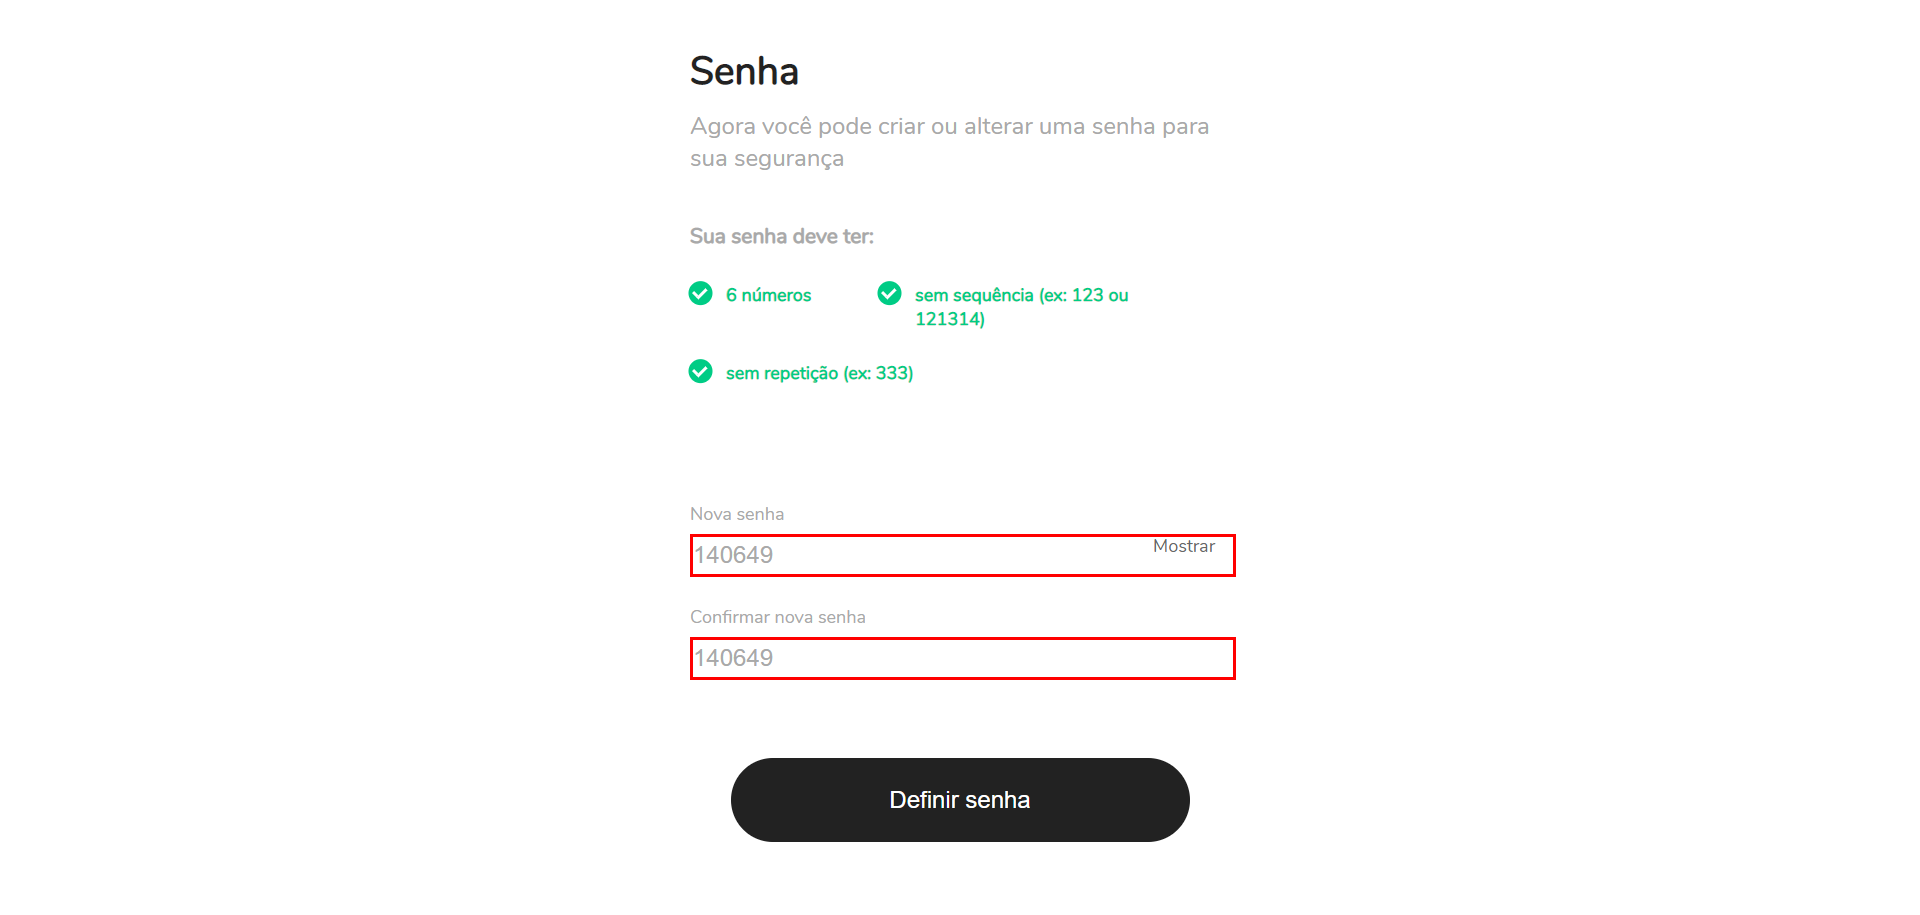 Senha
Agora você pode criar ou alterar uma senha para
sua segurança
Sua senha deve ter:
6 números
sem sequência (ex: 123 ou
121314)
sem repetição (ex: 333)
Nova senha
140649
Mostrar
Confirmar nova senha
140649
Definir senha